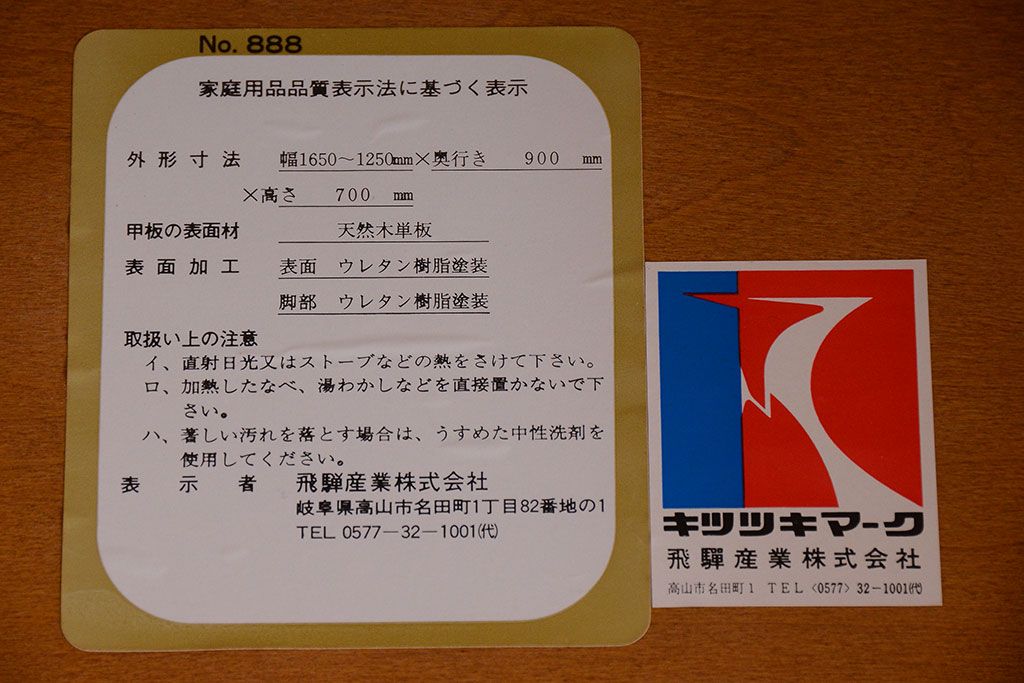 No. 888
家庭用品品質表示法に基づく表示
外形寸法 幅1650～1250mm×奥行き 900 mm
×高さ 700 mm
甲板の表面材 天然木単板
表面加工 表面 ウレタン樹脂塗装
脚部 ウレタン樹脂塗装
取扱い上の注意
イ、直射日光又はストーブなどの熱をさけて下さい。
ロ、加熱したなべ、湯わかしなどを直接置かないで下
さい。
ハ、著しい汚れを落とす場合は、うすめた中性洗剤を
使用してください。
表示者 飛驒産業株式会社
岐阜県高山市名田町1丁目82番地の1
TEL 0577－32－1001㈹
キツツキマーク
飛驒産業株式会社
高山市名田町1 TEL〈0577〉32－1001㈹